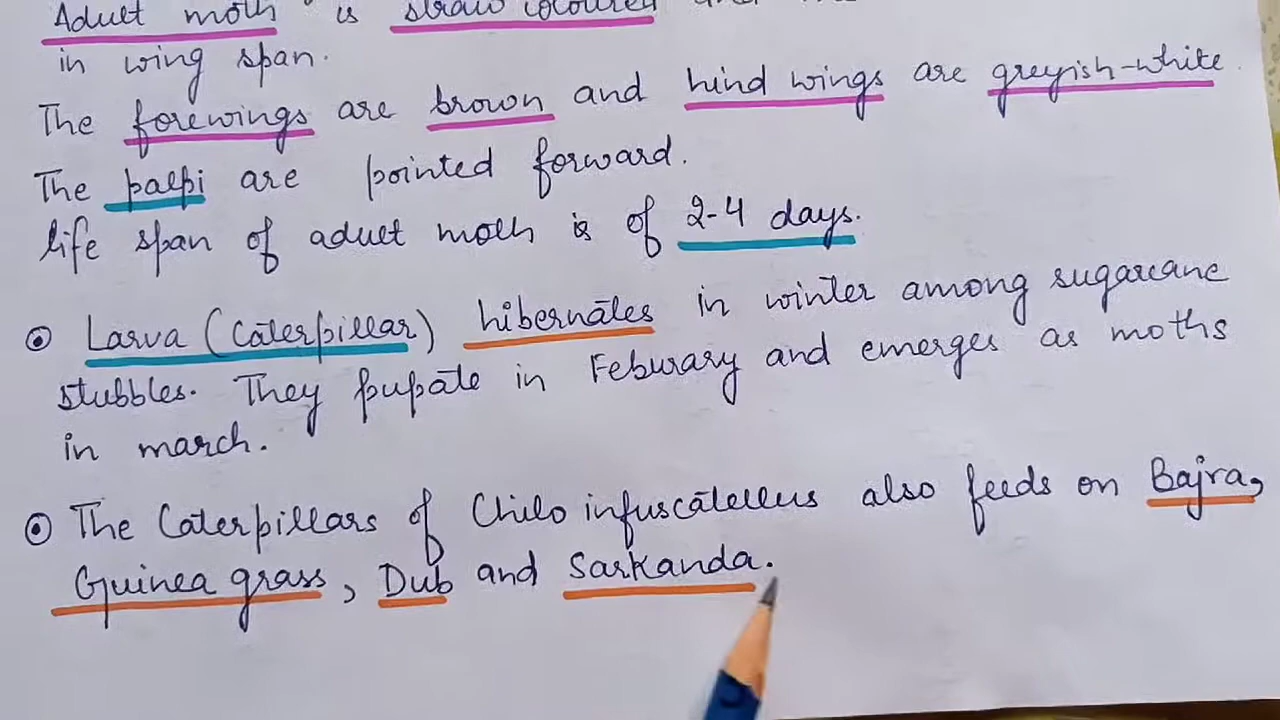 Adult moth is straw coloured and
in wing span.
The forewings are brown and hind wings are greyish-white.
The palpi are pointed forward.
life span of adult moth is of 2-4 days.
Larva (Caterpillar) hibernates in winter among sugarcane
stubbles. They pupate in Feburary and emerges as moths
in march.
The Caterpillars of Chilo infuscatellus also feeds on Bajra,
Guinea grass, Dub and Sarkanda.